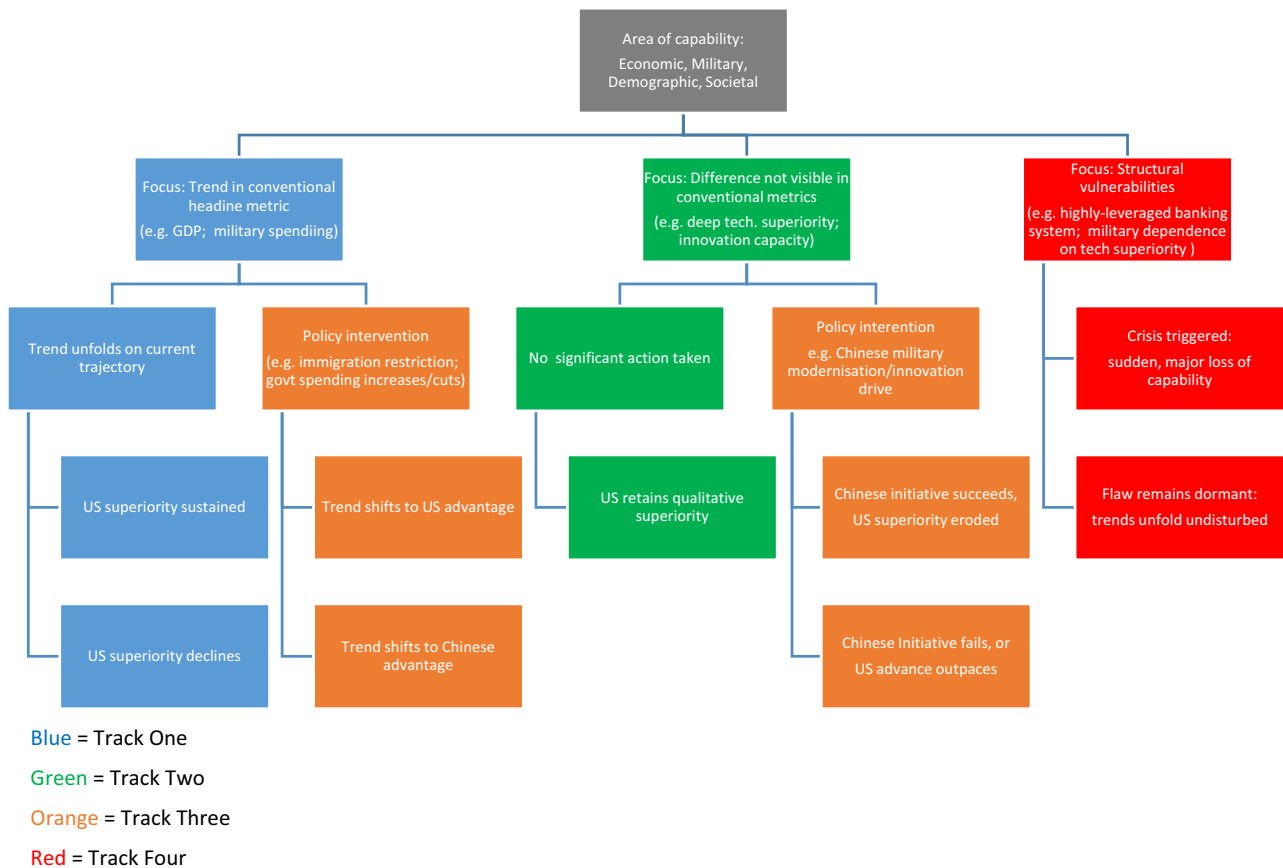 Area of capability:
Economic, Military,
Demographic, Societal
Focus: Trend in conventional
headine metric
(e.g. GDP; military spendiing)
Focus: Difference not visible in
conventional metrics
(e.g. deep tech. superiority;
innovation capacity)
Focus: Structural
vulnerabilities
(e.g. highly-leveraged banking
system; military dependence
on tech superiority )
Trend unfolds on current
trajectory
Policy intervention
(e.g. immigration restriction;
govt spending increases/cuts)
No significant action taken
Policy interention
e.g. Chinese military
modernisation/innovation
drive
Crisis triggered:
sudden, major loss of
capability
US superiority sustained
Trend shifts to US advantage
US retains qualitative
superiority
Chinese initiative succeeds,
US superiority eroded
Flaw remains dormant:
trends unfold undisturbed
US superiority declines
Trend shifts to Chinese
advantage
Chinese Initiative fails, or
US advance outpaces
Blue = Track One
Green = Track Two
Orange = Track Three
Red = Track Four